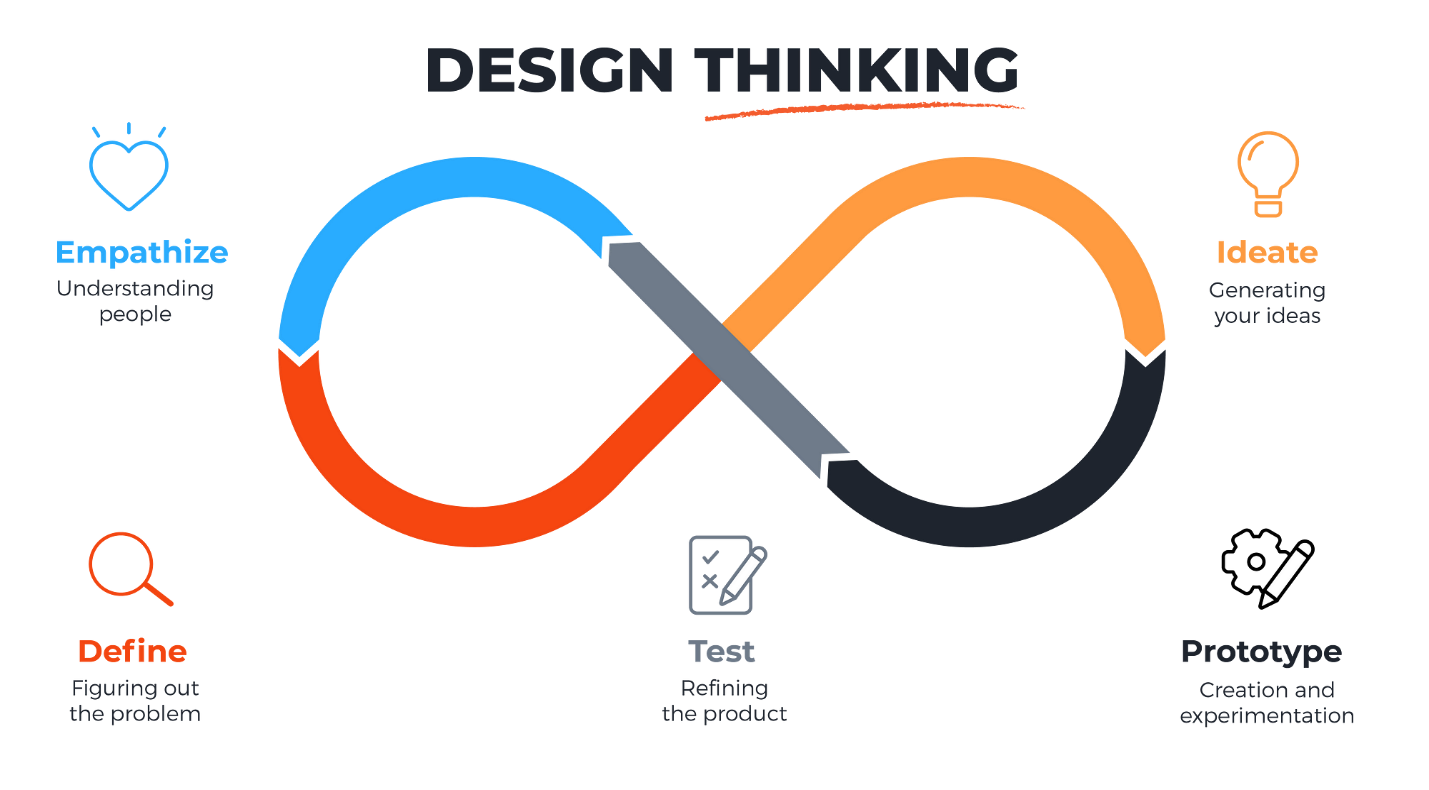 DESIGN THINKING
Empathize
Understanding
people
Ideate
Generating
your ideas
Define
Figuring out
the problem
Test
Refining
the product
Prototype
Creation and
experimentation